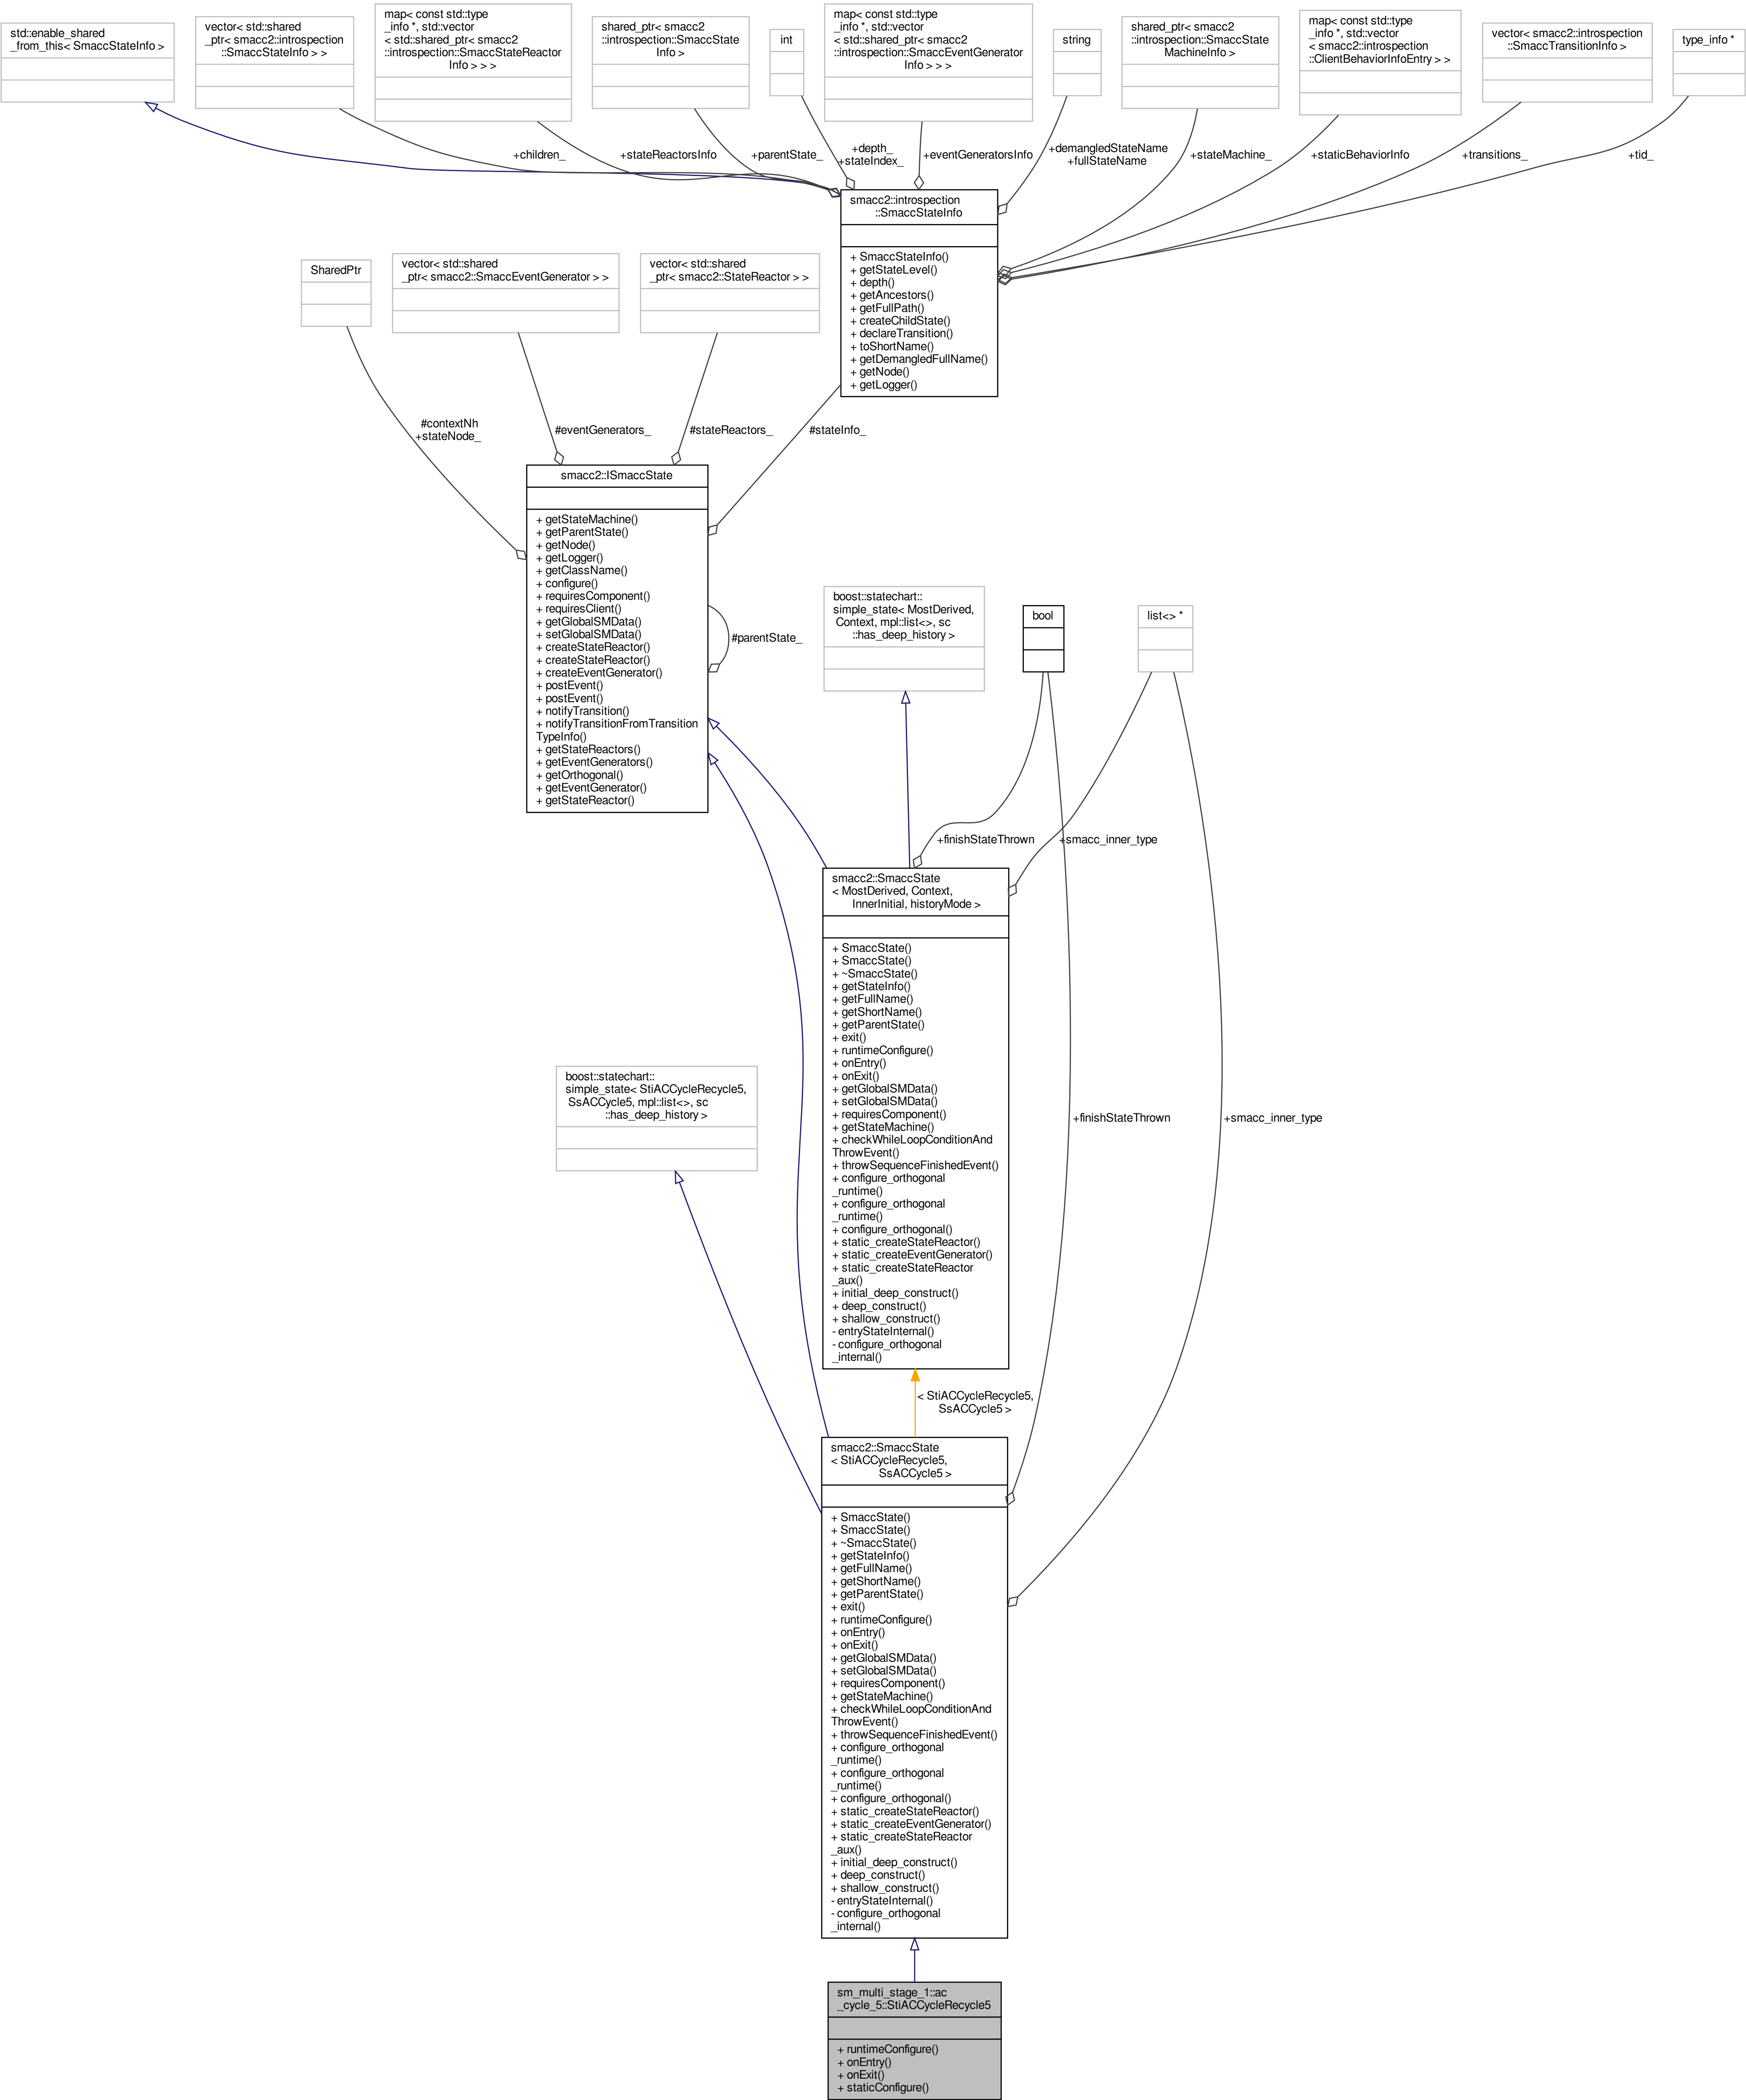 std::enable_shared
_from_this< SmaccStateInfo >
vector< std::shared
_ptr< smacc2::introspection
::SmaccStateInfo > >
map< const std::type
_info *, std::vector
< std::shared_ptr< smacc2
::introspection::SmaccStateReactor
Info > > >
shared_ptr< smacc2
::introspection::SmaccState
Info >
int
map< const std::type
_info *, std::vector
< std::shared_ptr< smacc2
::introspection::SmaccEventGenerator
Info > > >
string
shared_ptr< smacc2
::introspection::SmaccState
MachineInfo >
map< const std::type
_info *, std::vector
< smacc2::introspection
::ClientBehaviorInfoEntry > >
vector< smacc2::introspection
::SmaccTransitionInfo >
type_info *
+children_
+stateReactorsInfo
+parentState_
+depth_
+stateIndex_
+eventGeneratorsInfo
+demangledStateName
+fullStateName
+stateMachine_
+staticBehaviorInfo
+transitions_
+tid_
smacc2::introspection
::SmaccStateInfo
+ SmaccStateInfo()
+ getStateLevel()
+ depth()
+ getAncestors()
+ getFullPath()
+ createChildState()
+ declareTransition()
+ toShortName()
+ getDemangledFullName()
+ getNode()
+ getLogger()
SharedPtr
vector< std::shared
_ptr< smacc2::SmaccEventGenerator > >
vector< std::shared
_ptr< smacc2::StateReactor > >
#contextNh
+stateNode_
#eventGenerators_
#stateReactors_
#stateInfo_
smacc2::ISmaccState
+ getStateMachine()
+ getParentState()
+ getNode()
+ getLogger()
+ getClassName()
+ configure()
+ requiresComponent()
+ requiresClient()
+ getGlobalSMData()
+ setGlobalSMData()
+ createStateReactor()
+ createStateReactor()
+ createEventGenerator()
+ postEvent()
+ postEvent()
+ notifyTransition()
+ notifyTransitionFromTransition
TypeInfo()
+ getStateReactors()
+ getEventGenerators()
+ getOrthogonal()
+ getEventGenerator()
+ getStateReactor()
#parentState_
boost::statechart::
simple_state< MostDerived,
Context, mpl::list<>, sc
::has_deep_history >
bool
list<> *
+finishStateThrown
+smacc_inner_type
smacc2::SmaccState
< MostDerived, Context,
InnerInitial, historyMode >
+ SmaccState()
+ SmaccState()
+ ~SmaccState()
+ getStateInfo()
+ getFullName()
+ getShortName()
+ getParentState()
+ exit()
+ runtimeConfigure()
+ onEntry()
+ onExit()
+ getGlobalSMData()
+ setGlobalSMData()
+ requiresComponent()
+ getStateMachine()
+ checkWhileLoopConditionAnd
ThrowEvent()
+ throwSequenceFinishedEvent()
+ configure_orthogonal
_runtime()
+ configure_orthogonal
_runtime()
+ configure_orthogonal()
+ static_createStateReactor()
+ static_createEventGenerator()
+ static_createStateReactor
_aux()
+ initial_deep_construct()
+ deep_construct()
+ shallow_construct()
- entryStateInternal()
- configure_orthogonal
_internal()
boost::statechart::
simple_state< StiACCycleRecycle5,
SsACCycle5, mpl::list<>, sc
::has_deep_history >
+finishStateThrown
+smacc_inner_type
< StiACCycleRecycle5,
SsACCycle5 >
smacc2::SmaccState
< StiACCycleRecycle5,
SsACCycle5 >
+ SmaccState()
+ SmaccState()
+ ~SmaccState()
+ getStateInfo()
+ getFullName()
+ getShortName()
+ getParentState()
+ exit()
+ runtimeConfigure()
+ onEntry()
+ onExit()
+ getGlobalSMData()
+ setGlobalSMData()
+ requiresComponent()
+ getStateMachine()
+ checkWhileLoopConditionAnd
ThrowEvent()
+ throwSequenceFinishedEvent()
+ configure_orthogonal
_runtime()
+ configure_orthogonal
_runtime()
+ configure_orthogonal()
+ static_createStateReactor()
+ static_createEventGenerator()
+ static_createStateReactor
_aux()
+ initial_deep_construct()
+ deep_construct()
+ shallow_construct()
- entryStateInternal()
- configure_orthogonal
_internal()
sm_multi_stage_1::ac
_cycle_5::StiACCycleRecycle5
+ runtimeConfigure()
+ onEntry()
+ onExit()
+ staticConfigure()